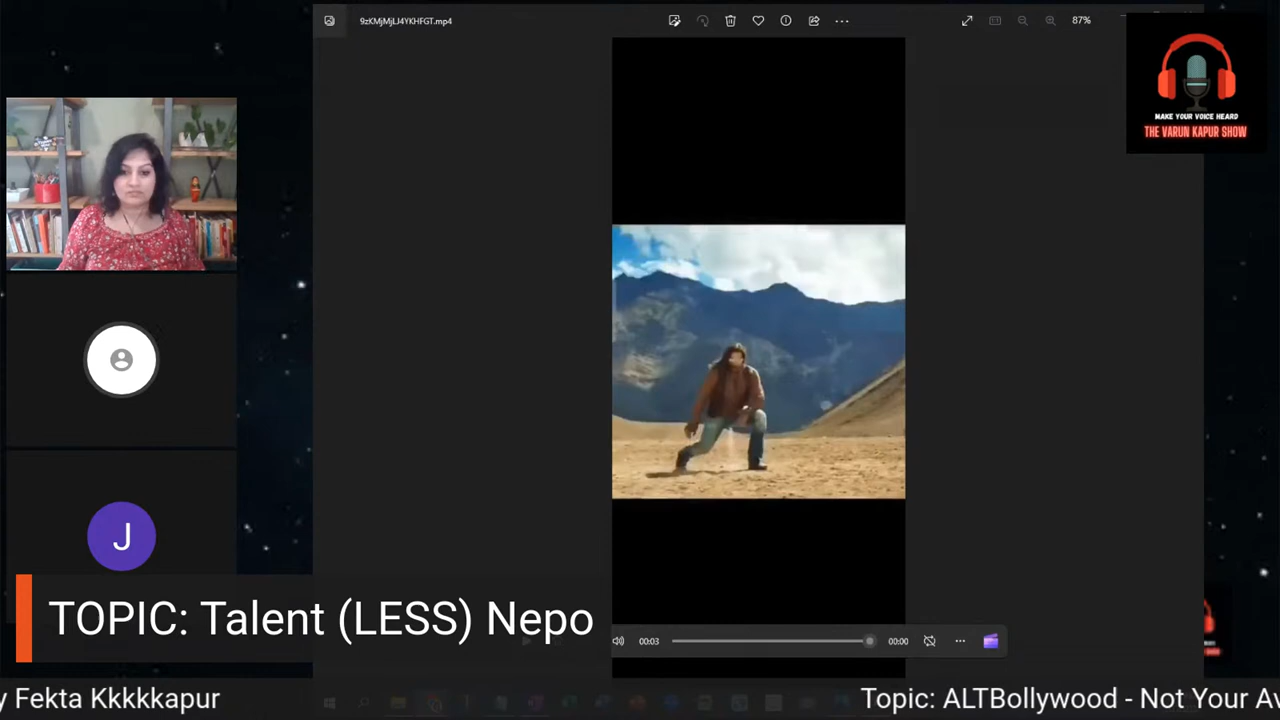 9zKMjMjLJ4YKHFGT.mp4
87%
MAKE YOUR VOICE HEARD
THE VARUN KAPUR SHOW
J
TOPIC: Talent (LESS) Nepo
00:03
00:00
y Fekta Kkkkkapur
Topic: ALTBollywood - Not Your Av